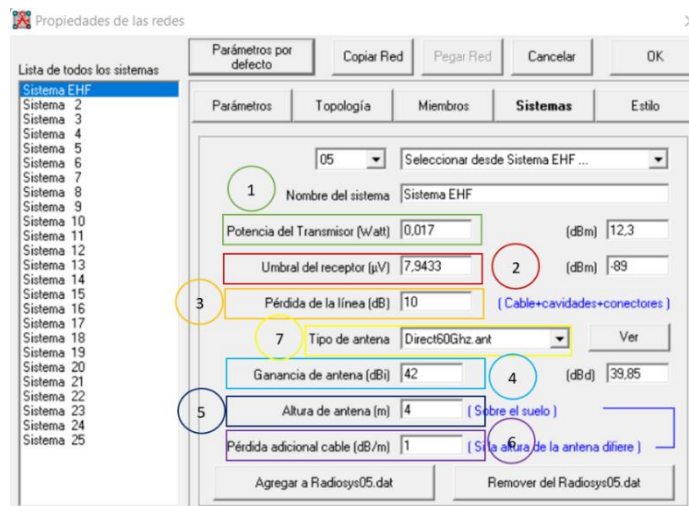 Propiedades de las redes
Parámetros por defecto Copiar Red Pegar Red Cancelar OK
Lista de todos los sistemas
Sistema EHF
Sistema 2
Sistema 3
Sistema 4
Sistema 5
Sistema 6
Sistema 7
Sistema 8
Sistema 9
Sistema 10
Sistema 11
Sistema 12
Sistema 13
Sistema 14
Sistema 15
Sistema 16
Sistema 17
Sistema 18
Sistema 19
Sistema 20
Sistema 21
Sistema 22
Sistema 23
Sistema 24
Sistema 25
Parámetros Topología Miembros Sistemas Estilo
05 Seleccionar desde Sistema EHF ...
1 Nombre del sistema Sistema EHF
Potencia del Transmisor (Watt) 0,017 (dBm) 12,3
Umbral del receptor (µV) 7,9433 2 (dBm) -89
3 Pérdida de la línea (dB) 10 (Cable+cavidades+conectores)
7 Tipo de antena Direct60Ghz.ant Ver
Ganancia de antena (dBi) 42 4 (dBd) 39,85
5 Altura de antena (m) 4 (Sobre el suelo)
Pérdida adicional cable (dB/m) 1 6 (Si la altura de la antena difiere)
Agregar a Radiosys05.dat Remover del Radiosys05.dat